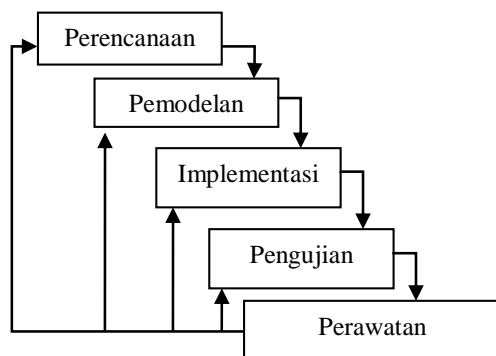 Perencanaan
Pemodelan
Implementasi
Pengujian
Perawatan